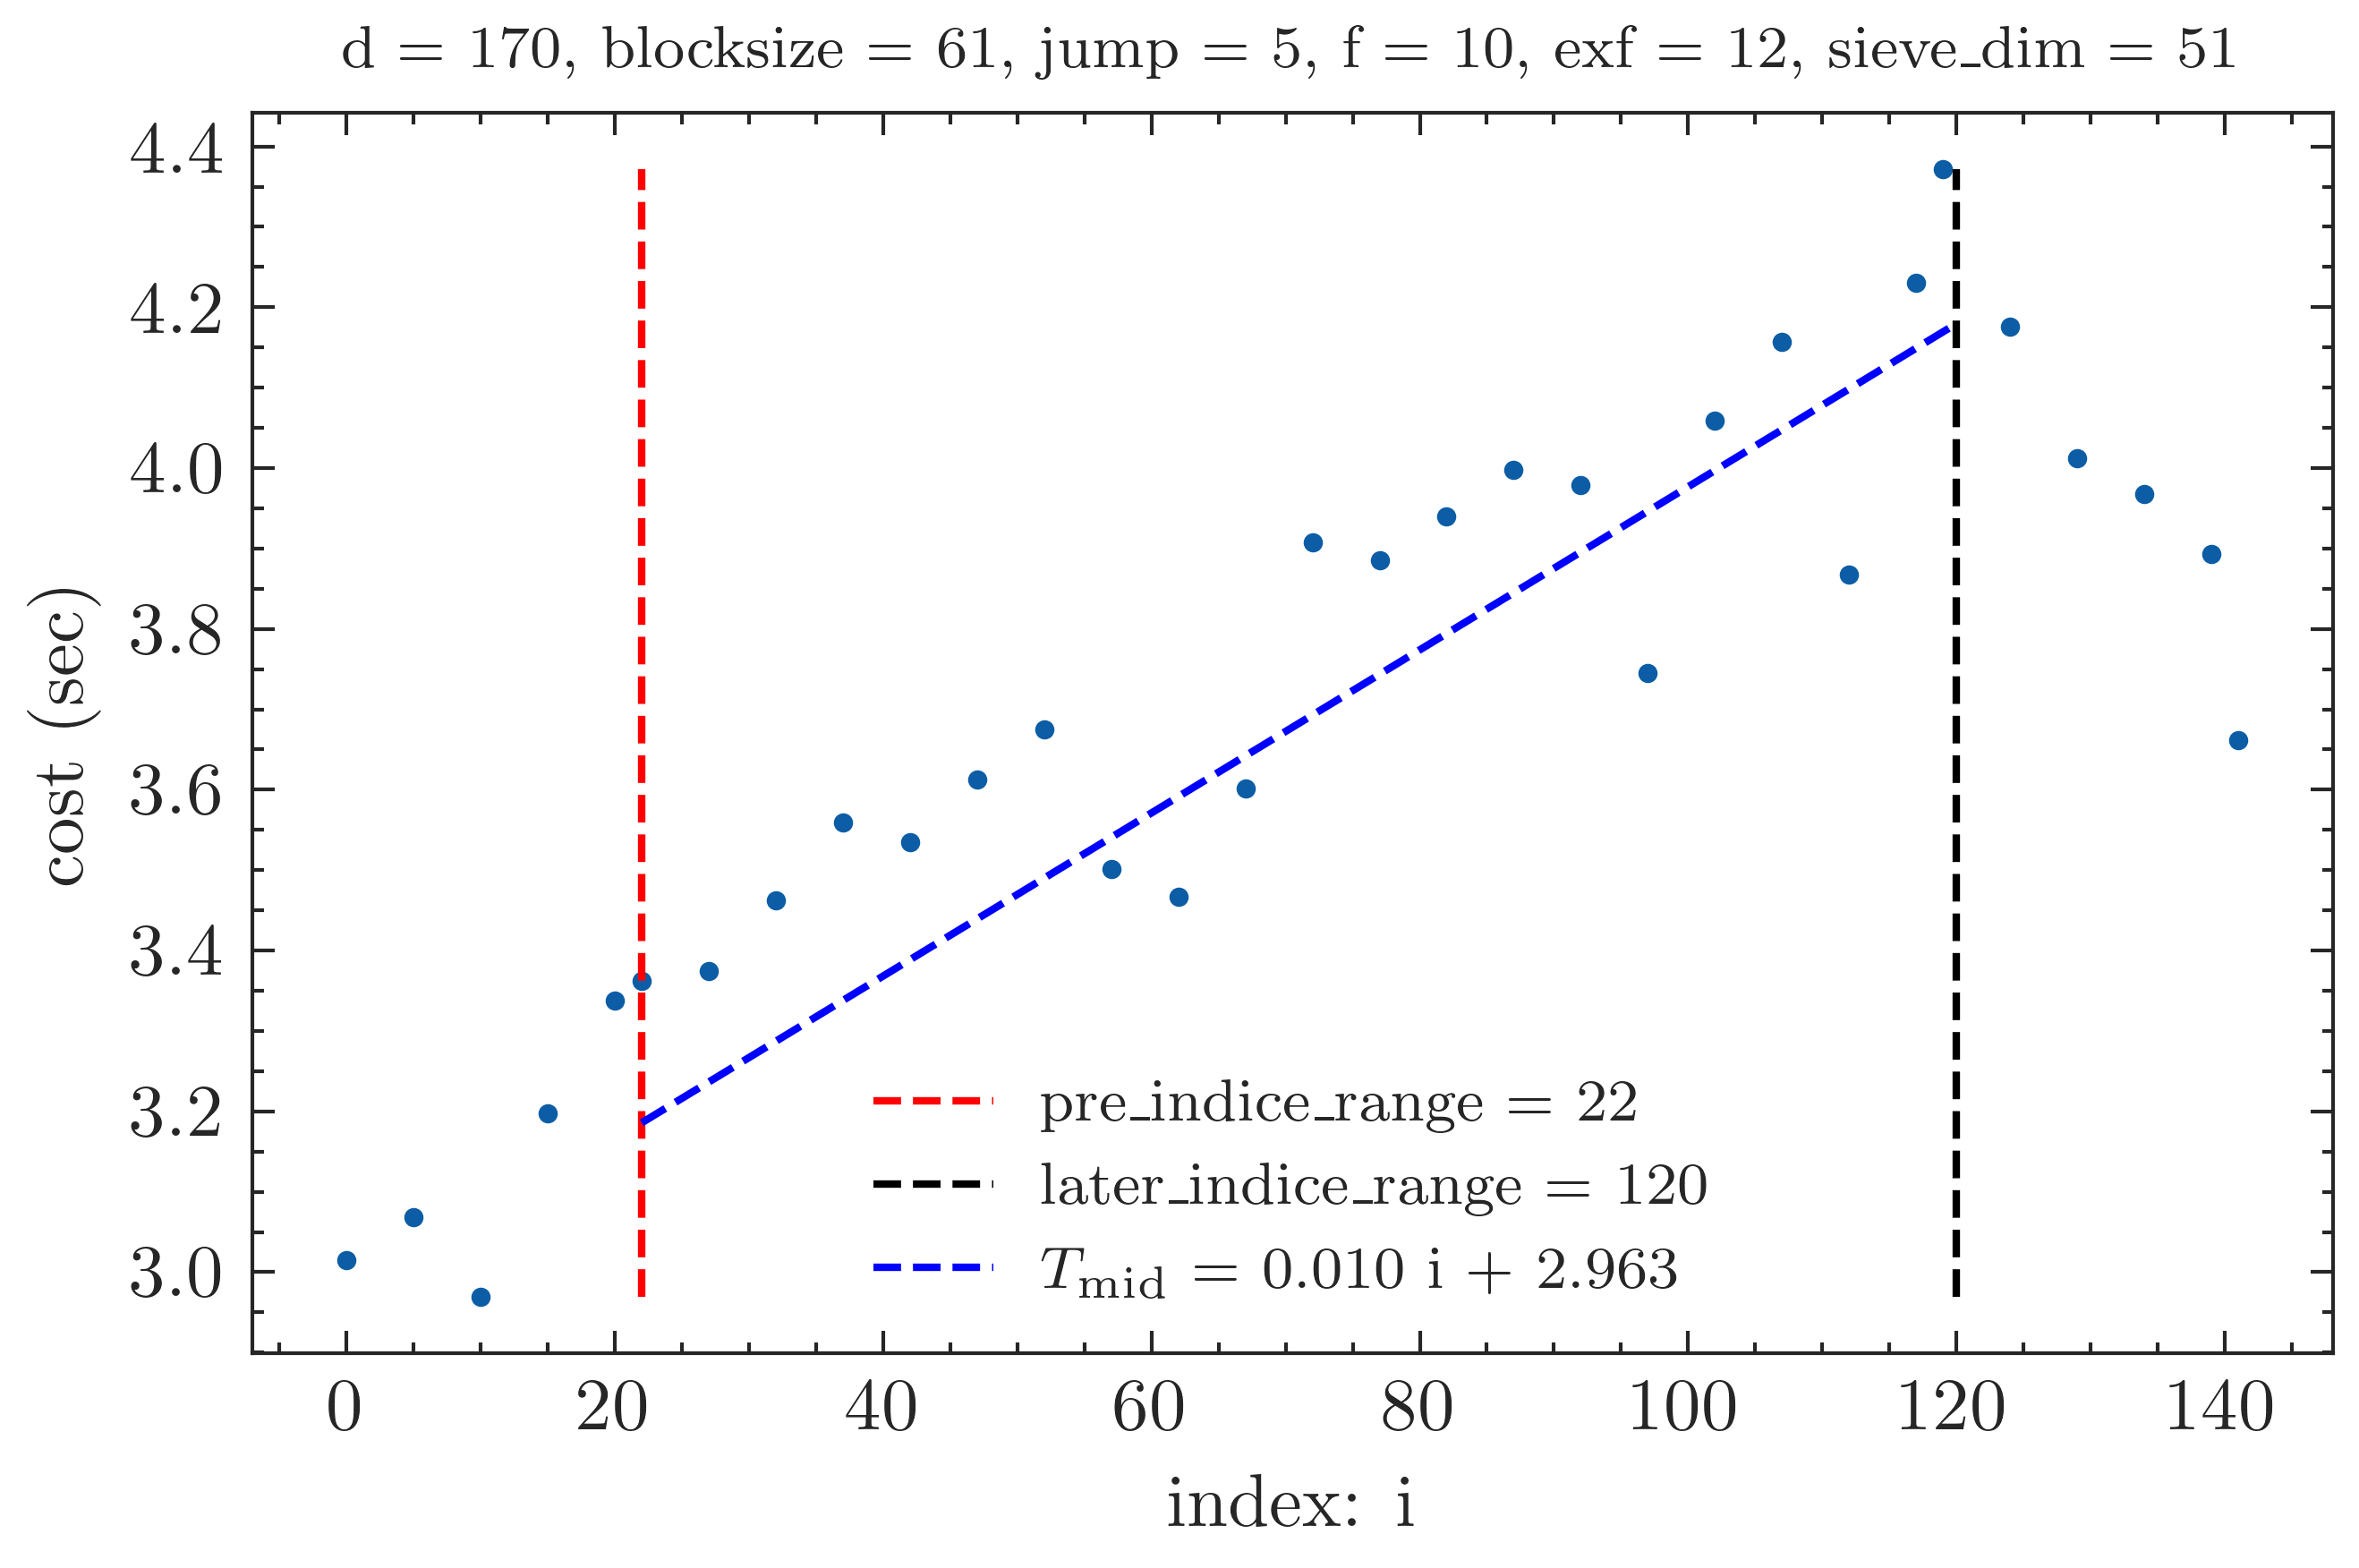 d = 170, blocksize = 61, jump = 5, f = 10, exf = 12, sieve_dim = 51
4.4
4.2
4.0
3.8
3.6
3.4
3.2
3.0
cost (sec)
pre_indice_range = 22
later_indice_range = 120
T_mid = 0.010 i + 2.963
0 20 40 60 80 100 120 140
index: i